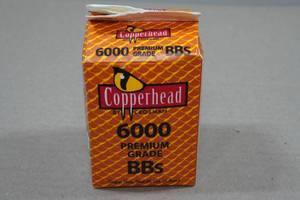 Copperhead
6000 PREMIUM GRADE BBs
Copperhead
6000
PREMIUM
GRADE
BBs